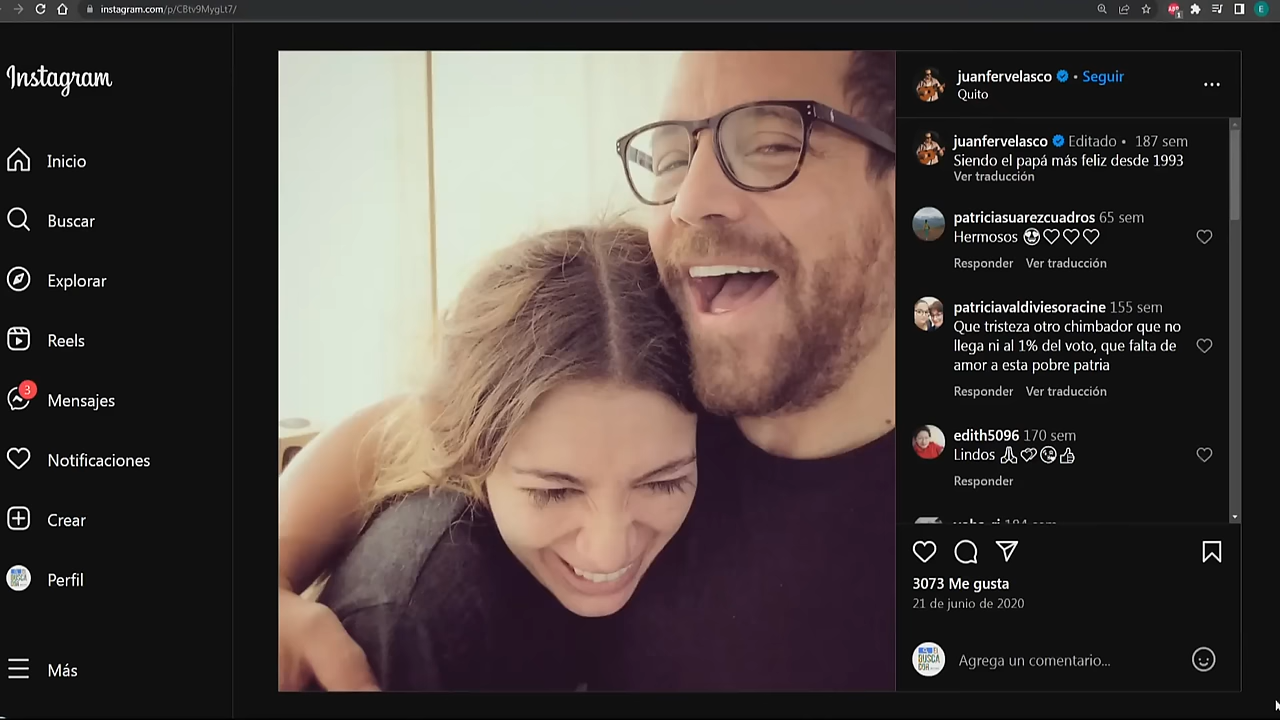 instagram.com/p/CBtv9MygLt7/
1
E
Instagram
Inicio
Buscar
Explorar
Reels
3
Mensajes
Notificaciones
Crear
Perfil
Más
juanfervelasco • Seguir
Quito
juanfervelasco Editado • 187 sem
Siendo el papá más feliz desde 1993
Ver traducción
patriciasuarezcuadros 65 sem
Hermosos 😍♡♡♡
Responder Ver traducción
patriciavaldiviesoracine 155 sem
Que tristeza otro chimbador que no
llega ni al 1% del voto, que falta de
amor a esta pobre patria
Responder Ver traducción
edith5096 170 sem
Lindos 🙏💕😘👍
Responder
3073 Me gusta
21 de junio de 2020
EL
BUSCA
DOR
Agrega un comentario...